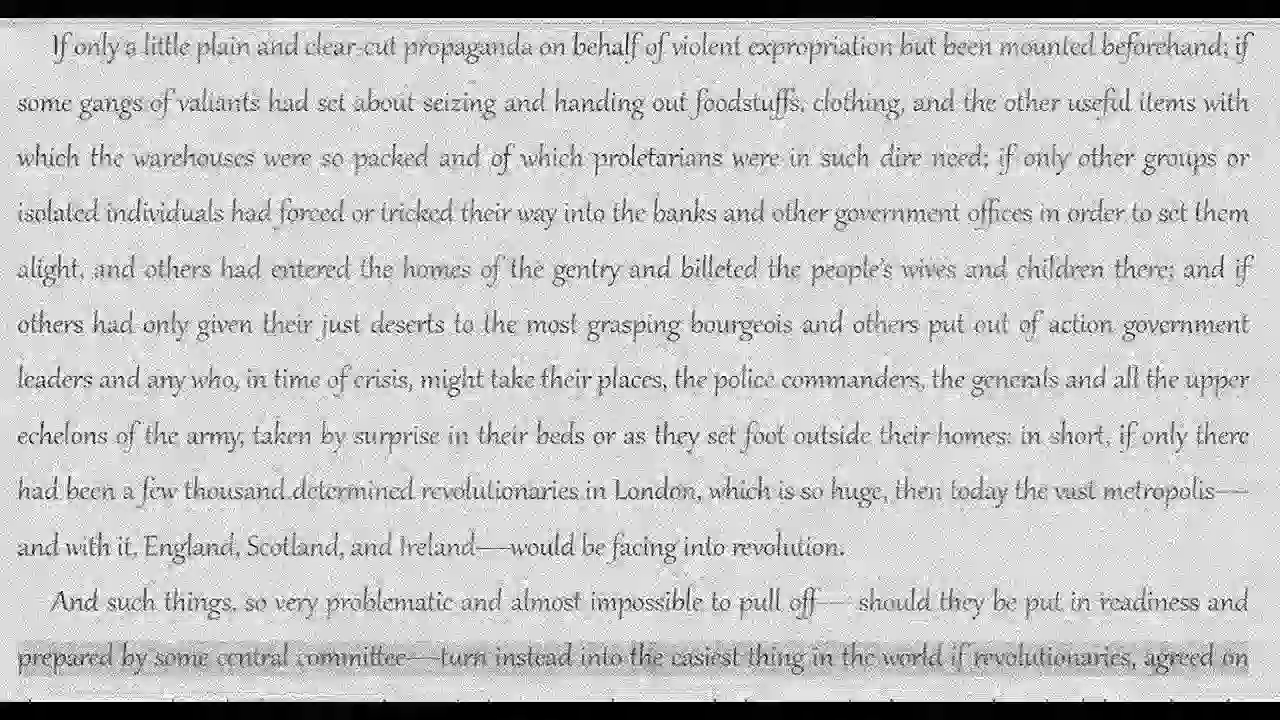 If only a little plain and clear-cut propaganda on behalf of violent expropriation but been mounted beforehand; if
some gangs of valiants had set about seizing and handing out foodstuffs, clothing, and the other useful items with
which the warehouses were so packed and of which proletarians were in such dire need; if only other groups or
isolated individuals had forced or tricked their way into the banks and other government offices in order to set them
alight, and others had entered the homes of the gentry and billeted the people's wives and children there; and if
others had only given their just deserts to the most grasping bourgeois and others put out of action government
leaders and any who, in time of crisis, might take their places, the police commanders, the generals and all the upper
echelons of the army, taken by surprise in their beds or as they set foot outside their homes: in short, if only there
had been a few thousand determined revolutionaries in London, which is so huge, then today the vast metropolis—
and with it, England, Scotland, and Ireland—would be facing into revolution.
And such things, so very problematic and almost impossible to pull off— should they be put in readiness and
prepared by some central committee—turn instead into the easiest thing in the world if revolutionaries, agreed on